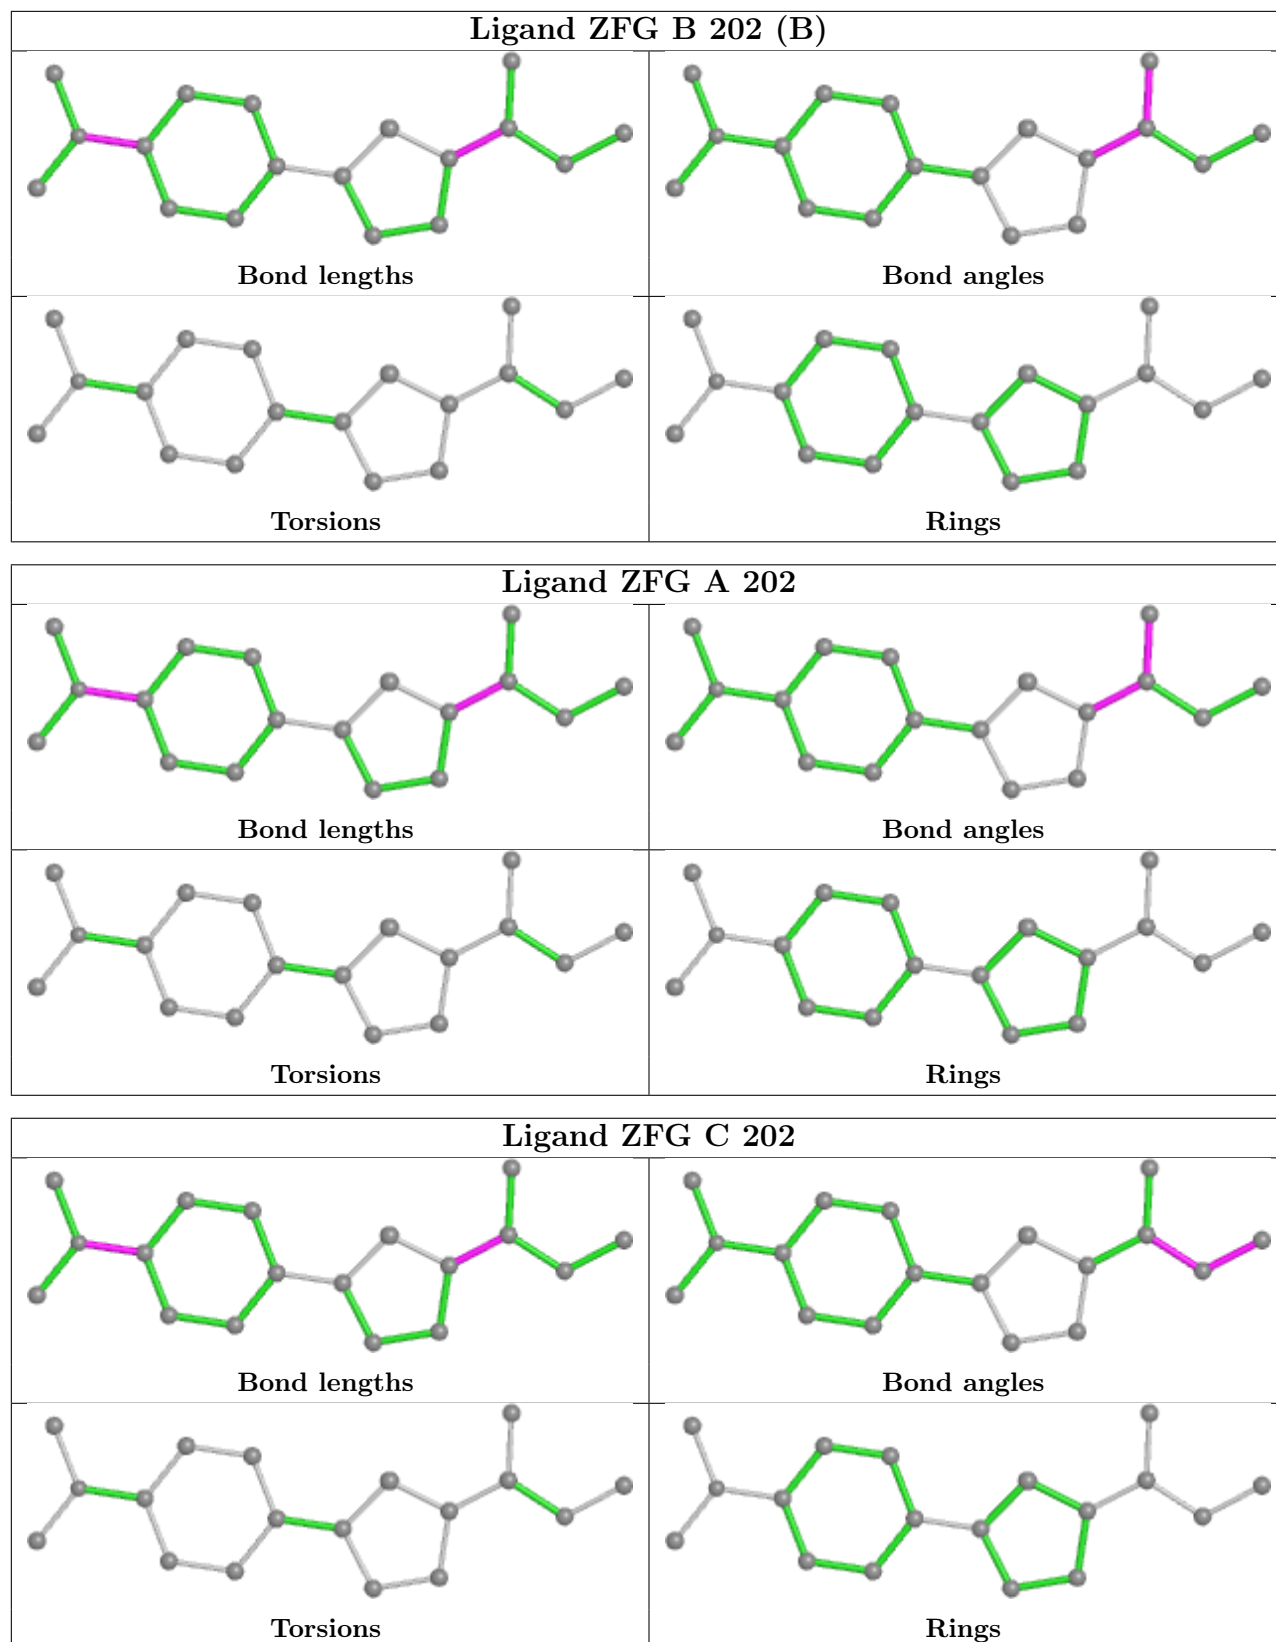 Ligand ZFG B 202 (B)
Bond lengths
Bond angles
Torsions
Rings
Ligand ZFG A 202
Bond lengths
Bond angles
Torsions
Rings
Ligand ZFG C 202
Bond lengths
Bond angles
Torsions
Rings